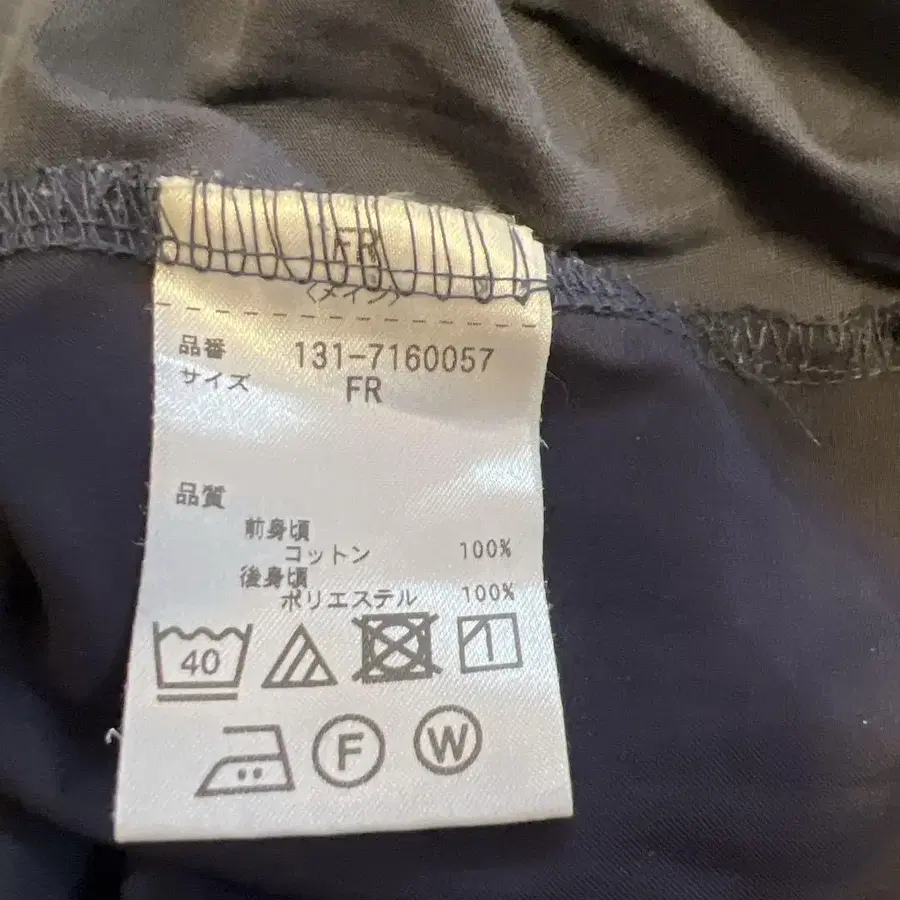 FR
〈メイン〉
品番 131-7160057
サイズ FR
品質
前身頃
コットン 100%
後身頃
ポリエステル 100%
40
F W